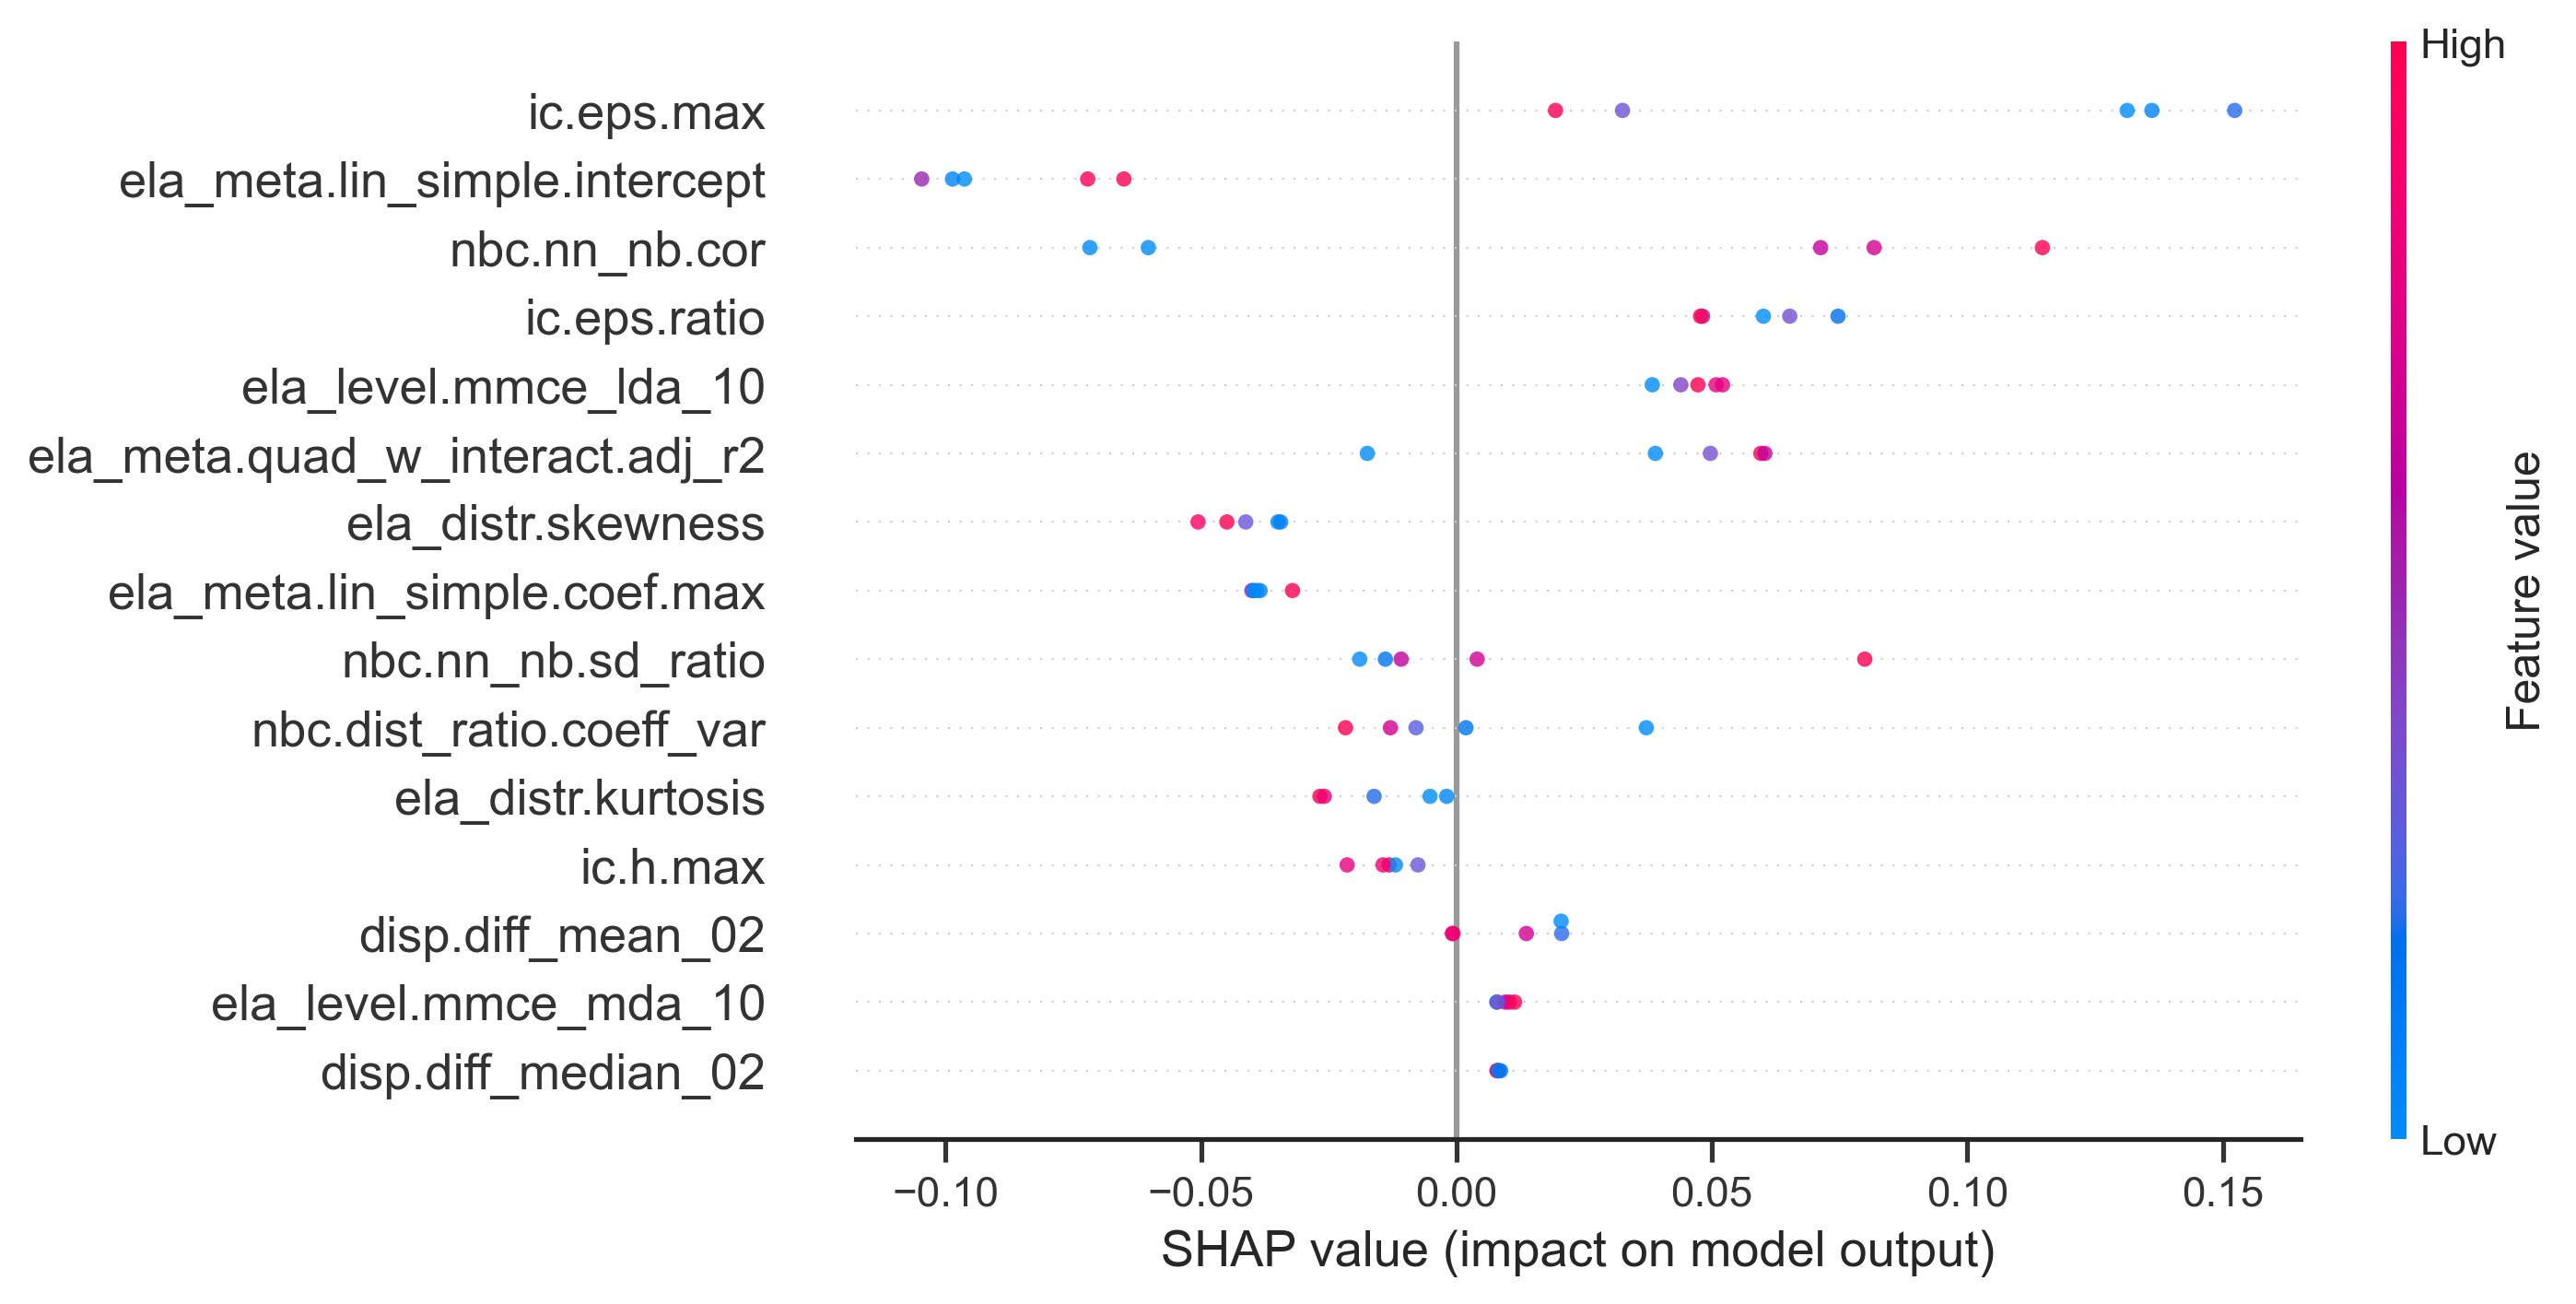 High
ic.eps.max
ela_meta.lin_simple.intercept
nbc.nn_nb.cor
ic.eps.ratio
ela_level.mmce_lda_10
ela_meta.quad_w_interact.adj_r2
ela_distr.skewness
ela_meta.lin_simple.coef.max
nbc.nn_nb.sd_ratio
nbc.dist_ratio.coeff_var
ela_distr.kurtosis
ic.h.max
disp.diff_mean_02
ela_level.mmce_mda_10
disp.diff_median_02
Feature value
Low
−0.10 −0.05 0.00 0.05 0.10 0.15
SHAP value (impact on model output)